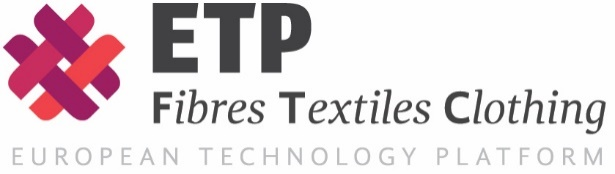 ETP
Fibres Textiles Clothing
EUROPEAN TECHNOLOGY PLATFORM